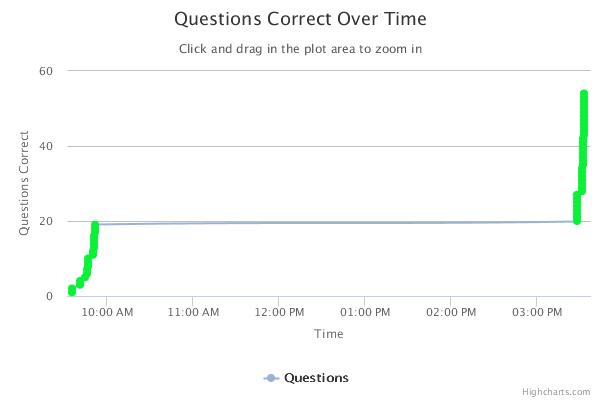 Questions Correct Over Time
Click and drag in the plot area to zoom in
60
40
20
0
Questions Correct
10:00 AM 11:00 AM 12:00 PM 01:00 PM 02:00 PM 03:00 PM
Time
Questions
Highcharts.com